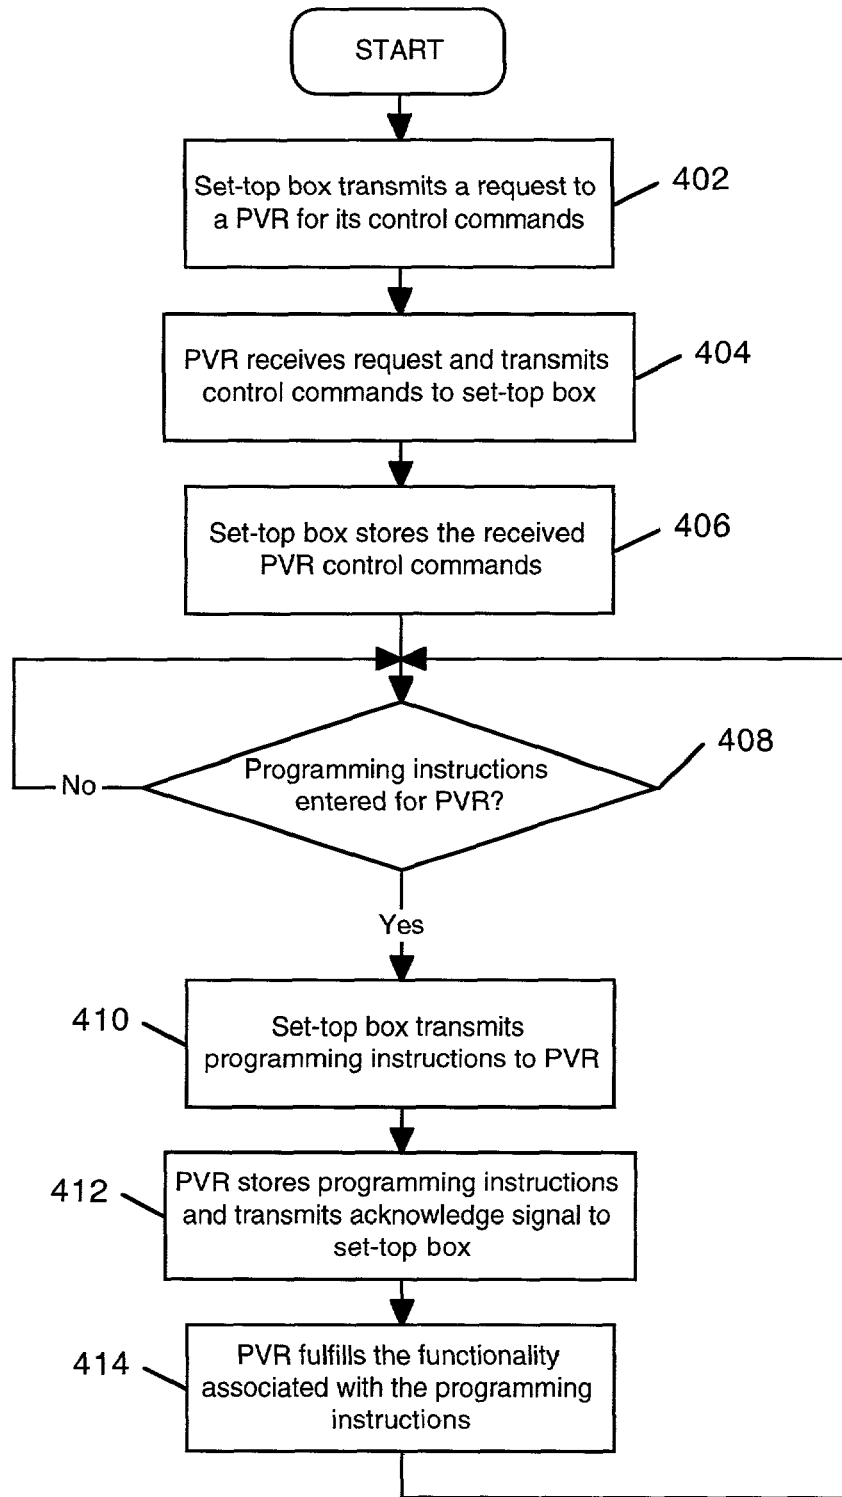 START
Set-top box transmits a request to
a PVR for its control commands
402
PVR receives request and transmits
control commands to set-top box
404
Set-top box stores the received
PVR control commands
406
Programming instructions
entered for PVR?
408
No
Yes
410
Set-top box transmits
programming instructions to PVR
412
PVR stores programming instructions
and transmits acknowledge signal to
set-top box
414
PVR fulfills the functionality
associated with the programming
instructions